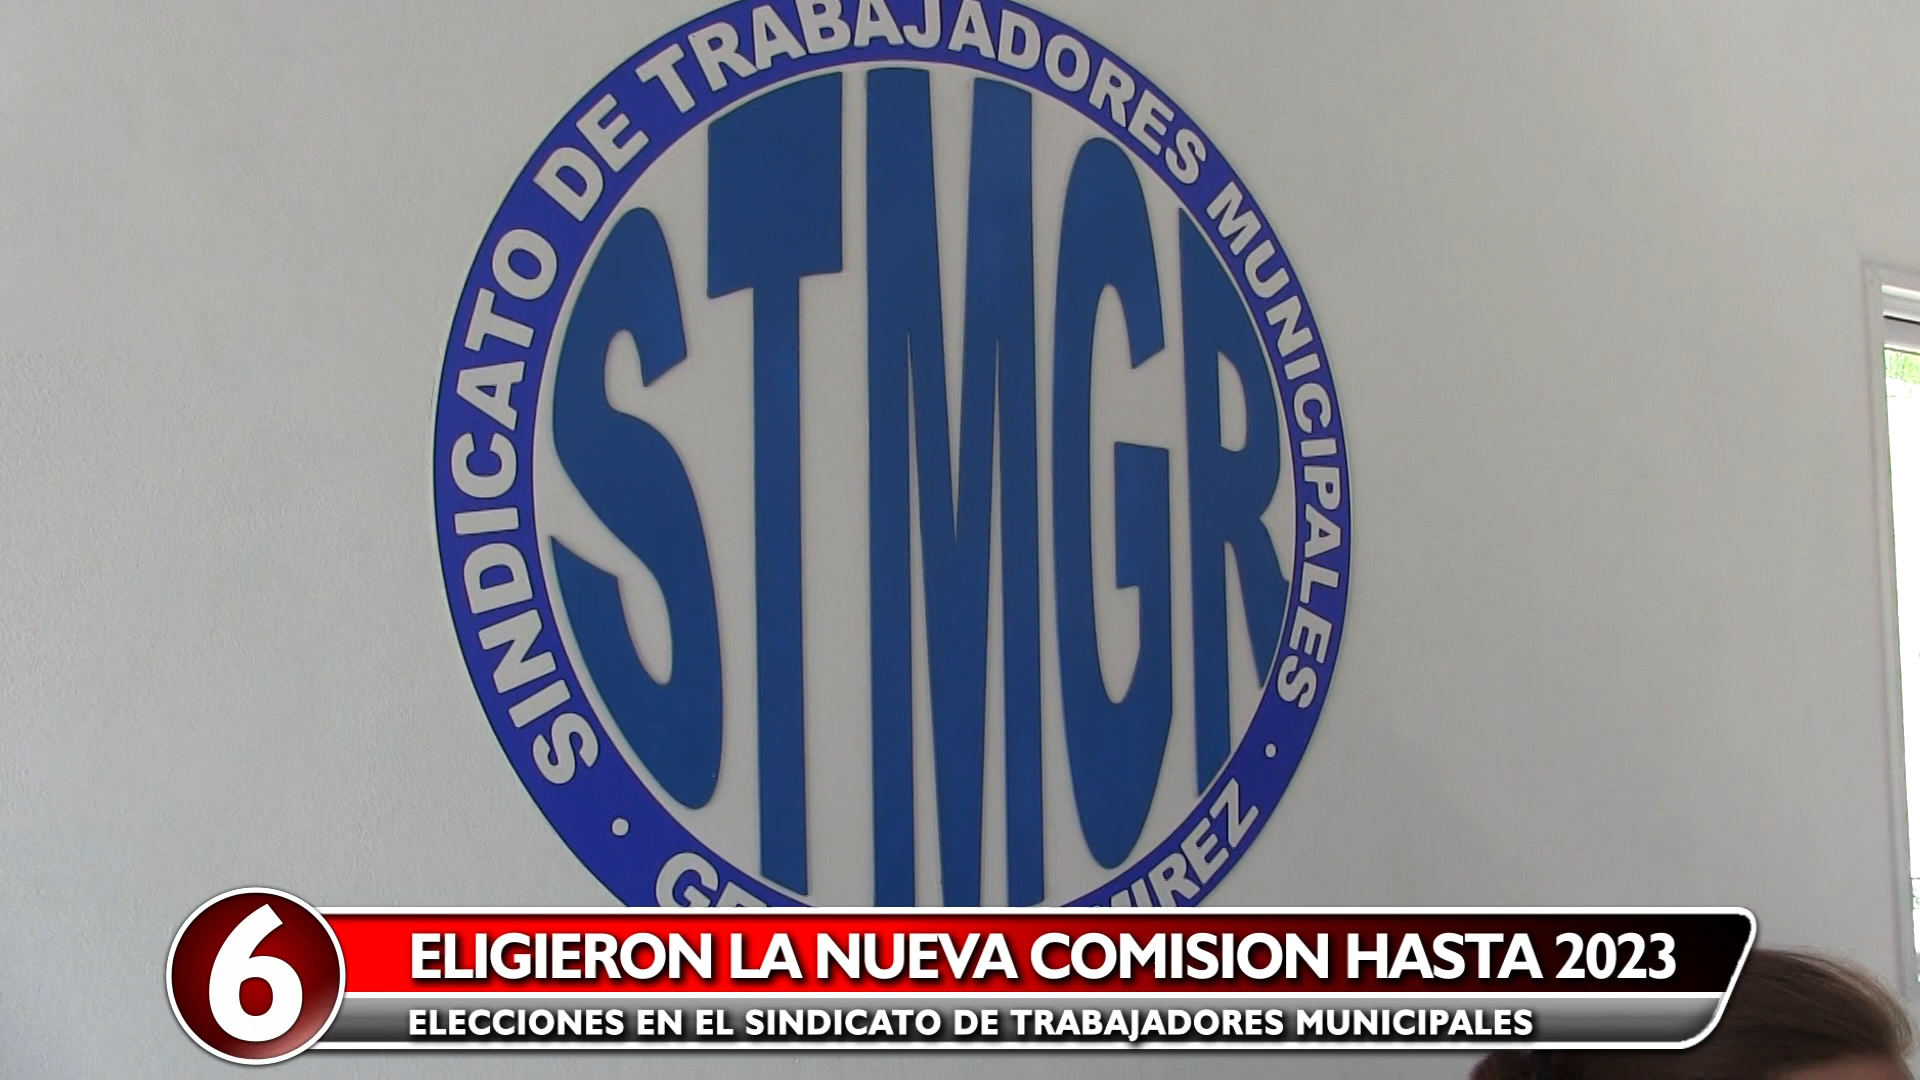 SINDICATO DE TRABAJADORES MUNICIPALES
STMGR
6
ELIGIERON LA NUEVA COMISION HASTA 2023
ELECCIONES EN EL SINDICATO DE TRABAJADORES MUNICIPALES